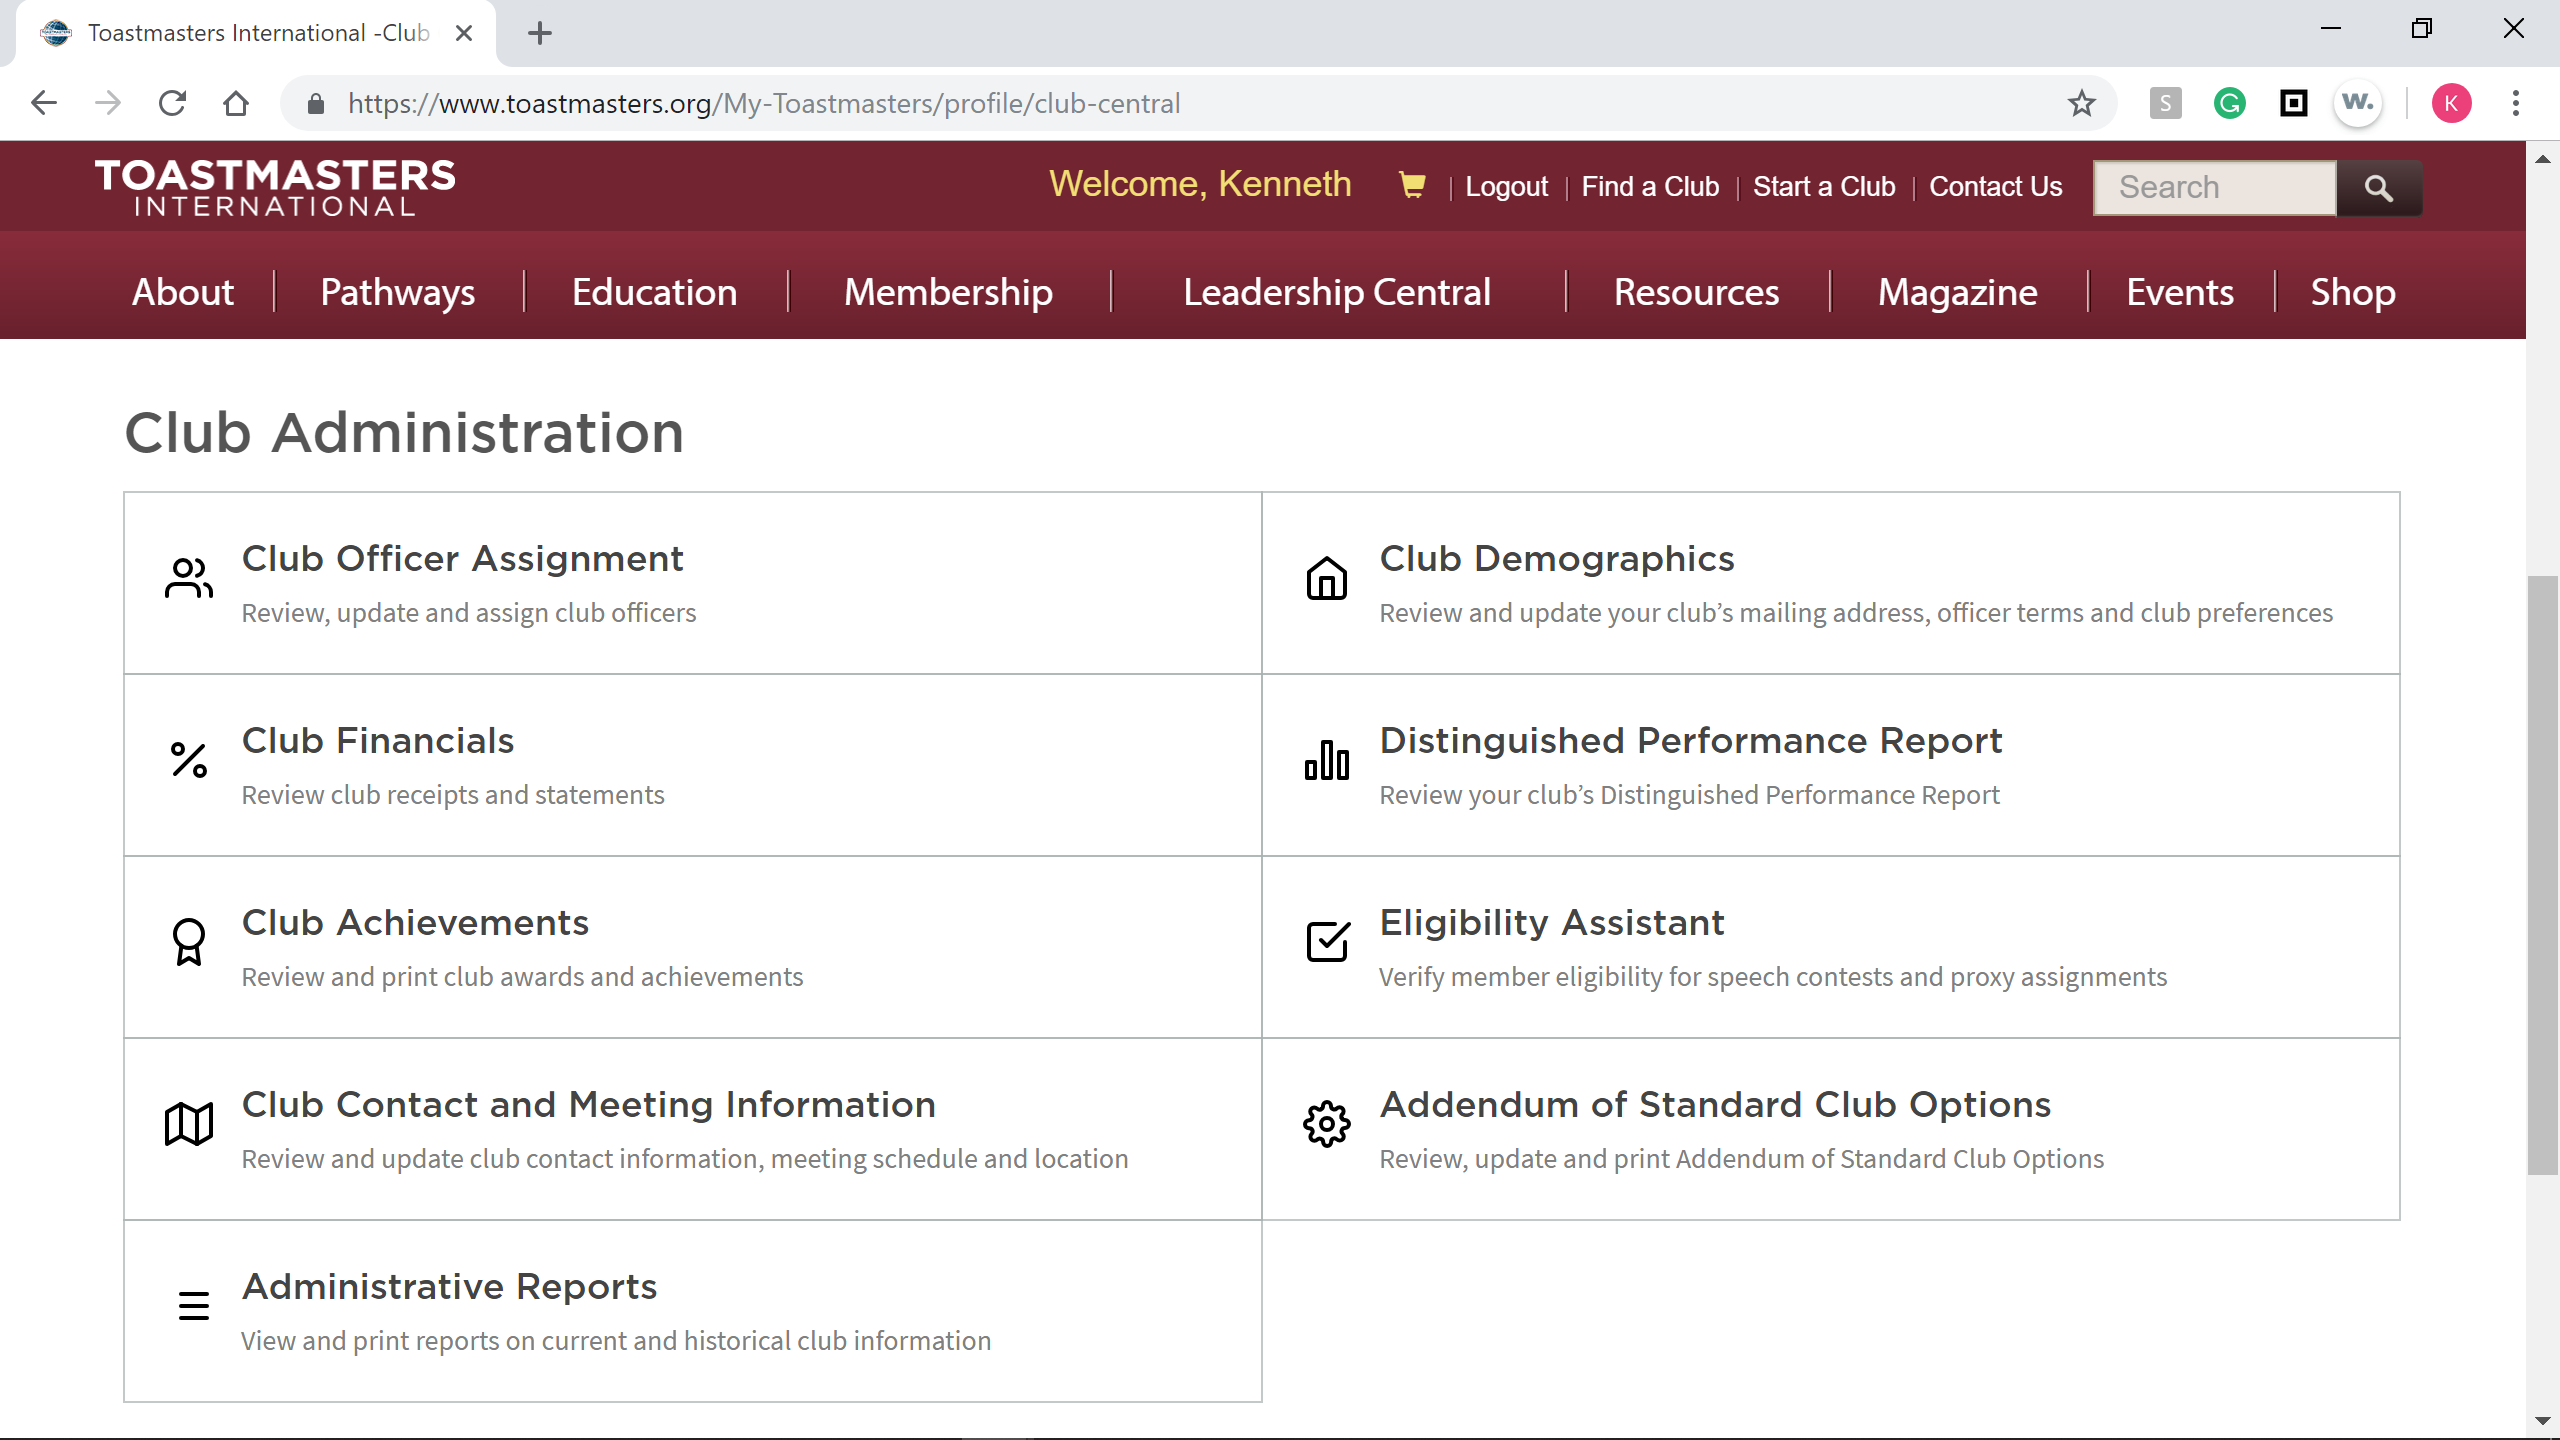 Toastmasters International -Club
https://www.toastmasters.org/My-Toastmasters/profile/club-central
S
G
w.
K
TOASTMASTERS
INTERNATIONAL
Welcome, Kenneth
Logout
Find a Club
Start a Club
Contact Us
Search
About
Pathways
Education
Membership
Leadership Central
Resources
Magazine
Events
Shop
Club Administration
Club Officer Assignment
Review, update and assign club officers
Club Demographics
Review and update your club’s mailing address, officer terms and club preferences
Club Financials
Review club receipts and statements
Distinguished Performance Report
Review your club’s Distinguished Performance Report
Club Achievements
Review and print club awards and achievements
Eligibility Assistant
Verify member eligibility for speech contests and proxy assignments
Club Contact and Meeting Information
Review and update club contact information, meeting schedule and location
Addendum of Standard Club Options
Review, update and print Addendum of Standard Club Options
Administrative Reports
View and print reports on current and historical club information